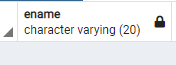 ename
character varying (20)